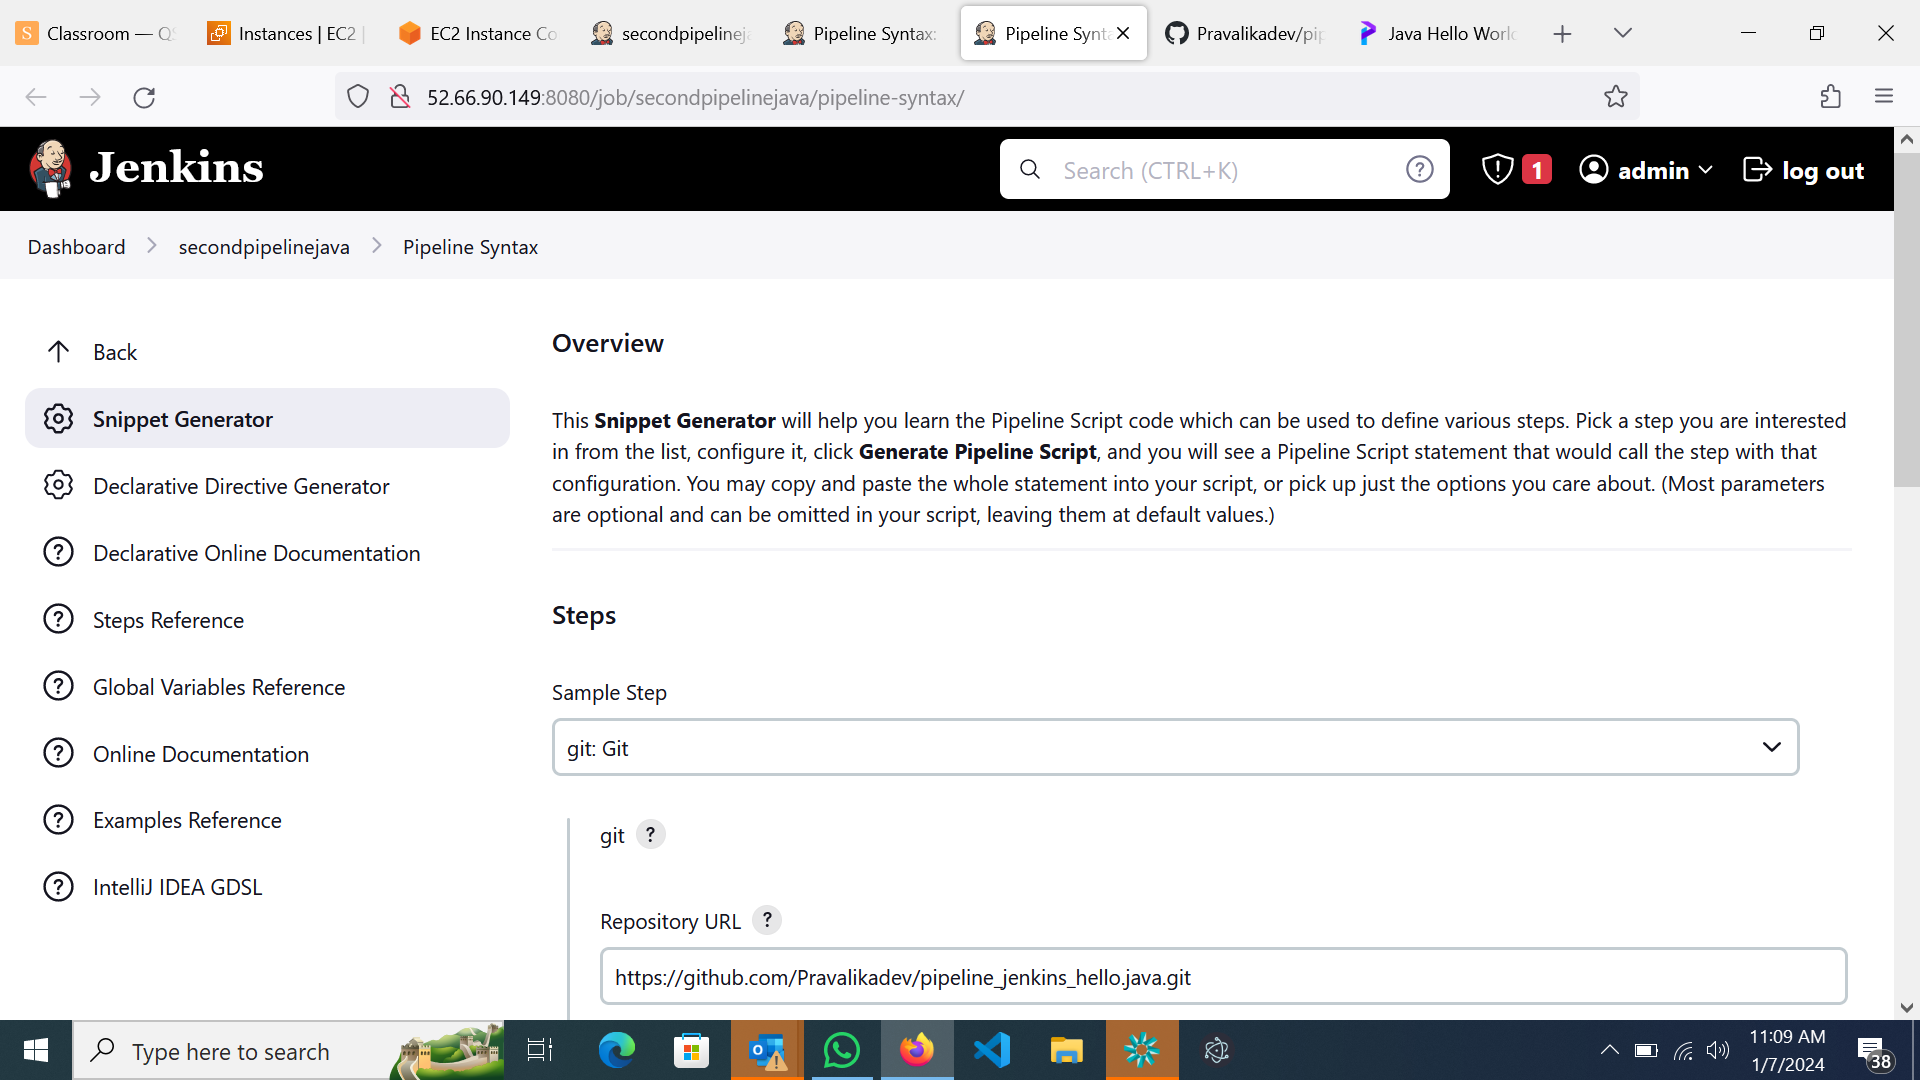 Classroom — QS
Instances | EC2 |
EC2 Instance Co
secondpipelineja
Pipeline Syntax:
Pipeline Synta
Pravalikadev/pip
Java Hello World
52.66.90.149:8080/job/secondpipelinejava/pipeline-syntax/
Jenkins
Search (CTRL+K)
1
admin
log out
Dashboard
secondpipelinejava
Pipeline Syntax
Back
Snippet Generator
Declarative Directive Generator
Declarative Online Documentation
Steps Reference
Global Variables Reference
Online Documentation
Examples Reference
IntelliJ IDEA GDSL
Overview
This Snippet Generator will help you learn the Pipeline Script code which can be used to define various steps. Pick a step you are interested
in from the list, configure it, click Generate Pipeline Script, and you will see a Pipeline Script statement that would call the step with that
configuration. You may copy and paste the whole statement into your script, or pick up just the options you care about. (Most parameters
are optional and can be omitted in your script, leaving them at default values.)
Steps
Sample Step
git: Git
git ?
Repository URL ?
https://github.com/Pravalikadev/pipeline_jenkins_hello.java.git
Type here to search
11:09 AM
1/7/2024
38